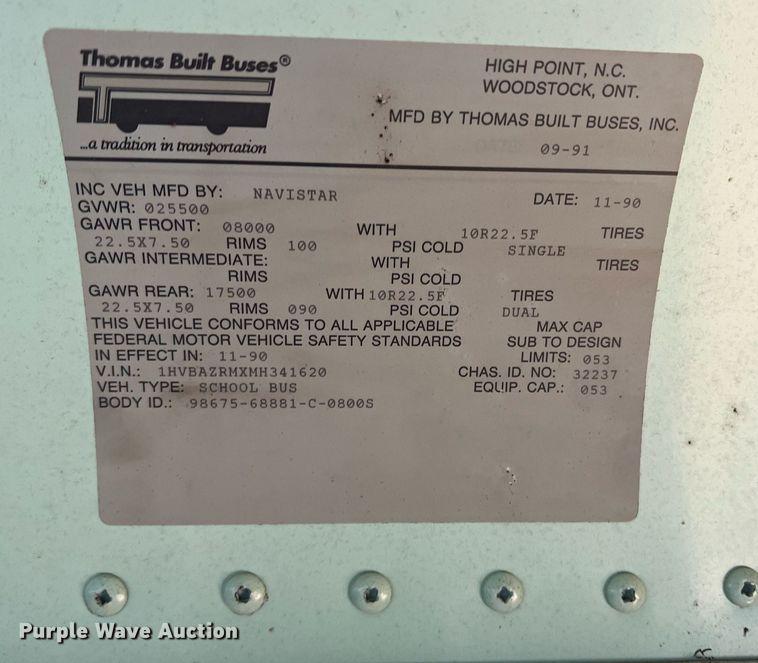 Thomas Built Buses®
...a tradition in transportation
HIGH POINT, N.C.
WOODSTOCK, ONT.
MFD BY THOMAS BUILT BUSES, INC.
09-91
INC VEH MFD BY: NAVISTAR DATE: 11-90
GVWR: 025500
GAWR FRONT: 08000 WITH 10R22.5F TIRES
22.5X7.50 RIMS 100 PSI COLD SINGLE
GAWR INTERMEDIATE: WITH TIRES
RIMS PSI COLD
GAWR REAR: 17500 WITH 10R22.5F TIRES
22.5X7.50 RIMS 090 PSI COLD DUAL
THIS VEHICLE CONFORMS TO ALL APPLICABLE MAX CAP
FEDERAL MOTOR VEHICLE SAFETY STANDARDS SUB TO DESIGN
IN EFFECT IN: 11-90 LIMITS: 053
V.I.N.: 1HVBAZRMXMH341620 CHAS. ID. NO: 32237
VEH. TYPE: SCHOOL BUS EQUIP. CAP.: 053
BODY ID.: 98675-68881-C-0800S
Purple Wave Auction